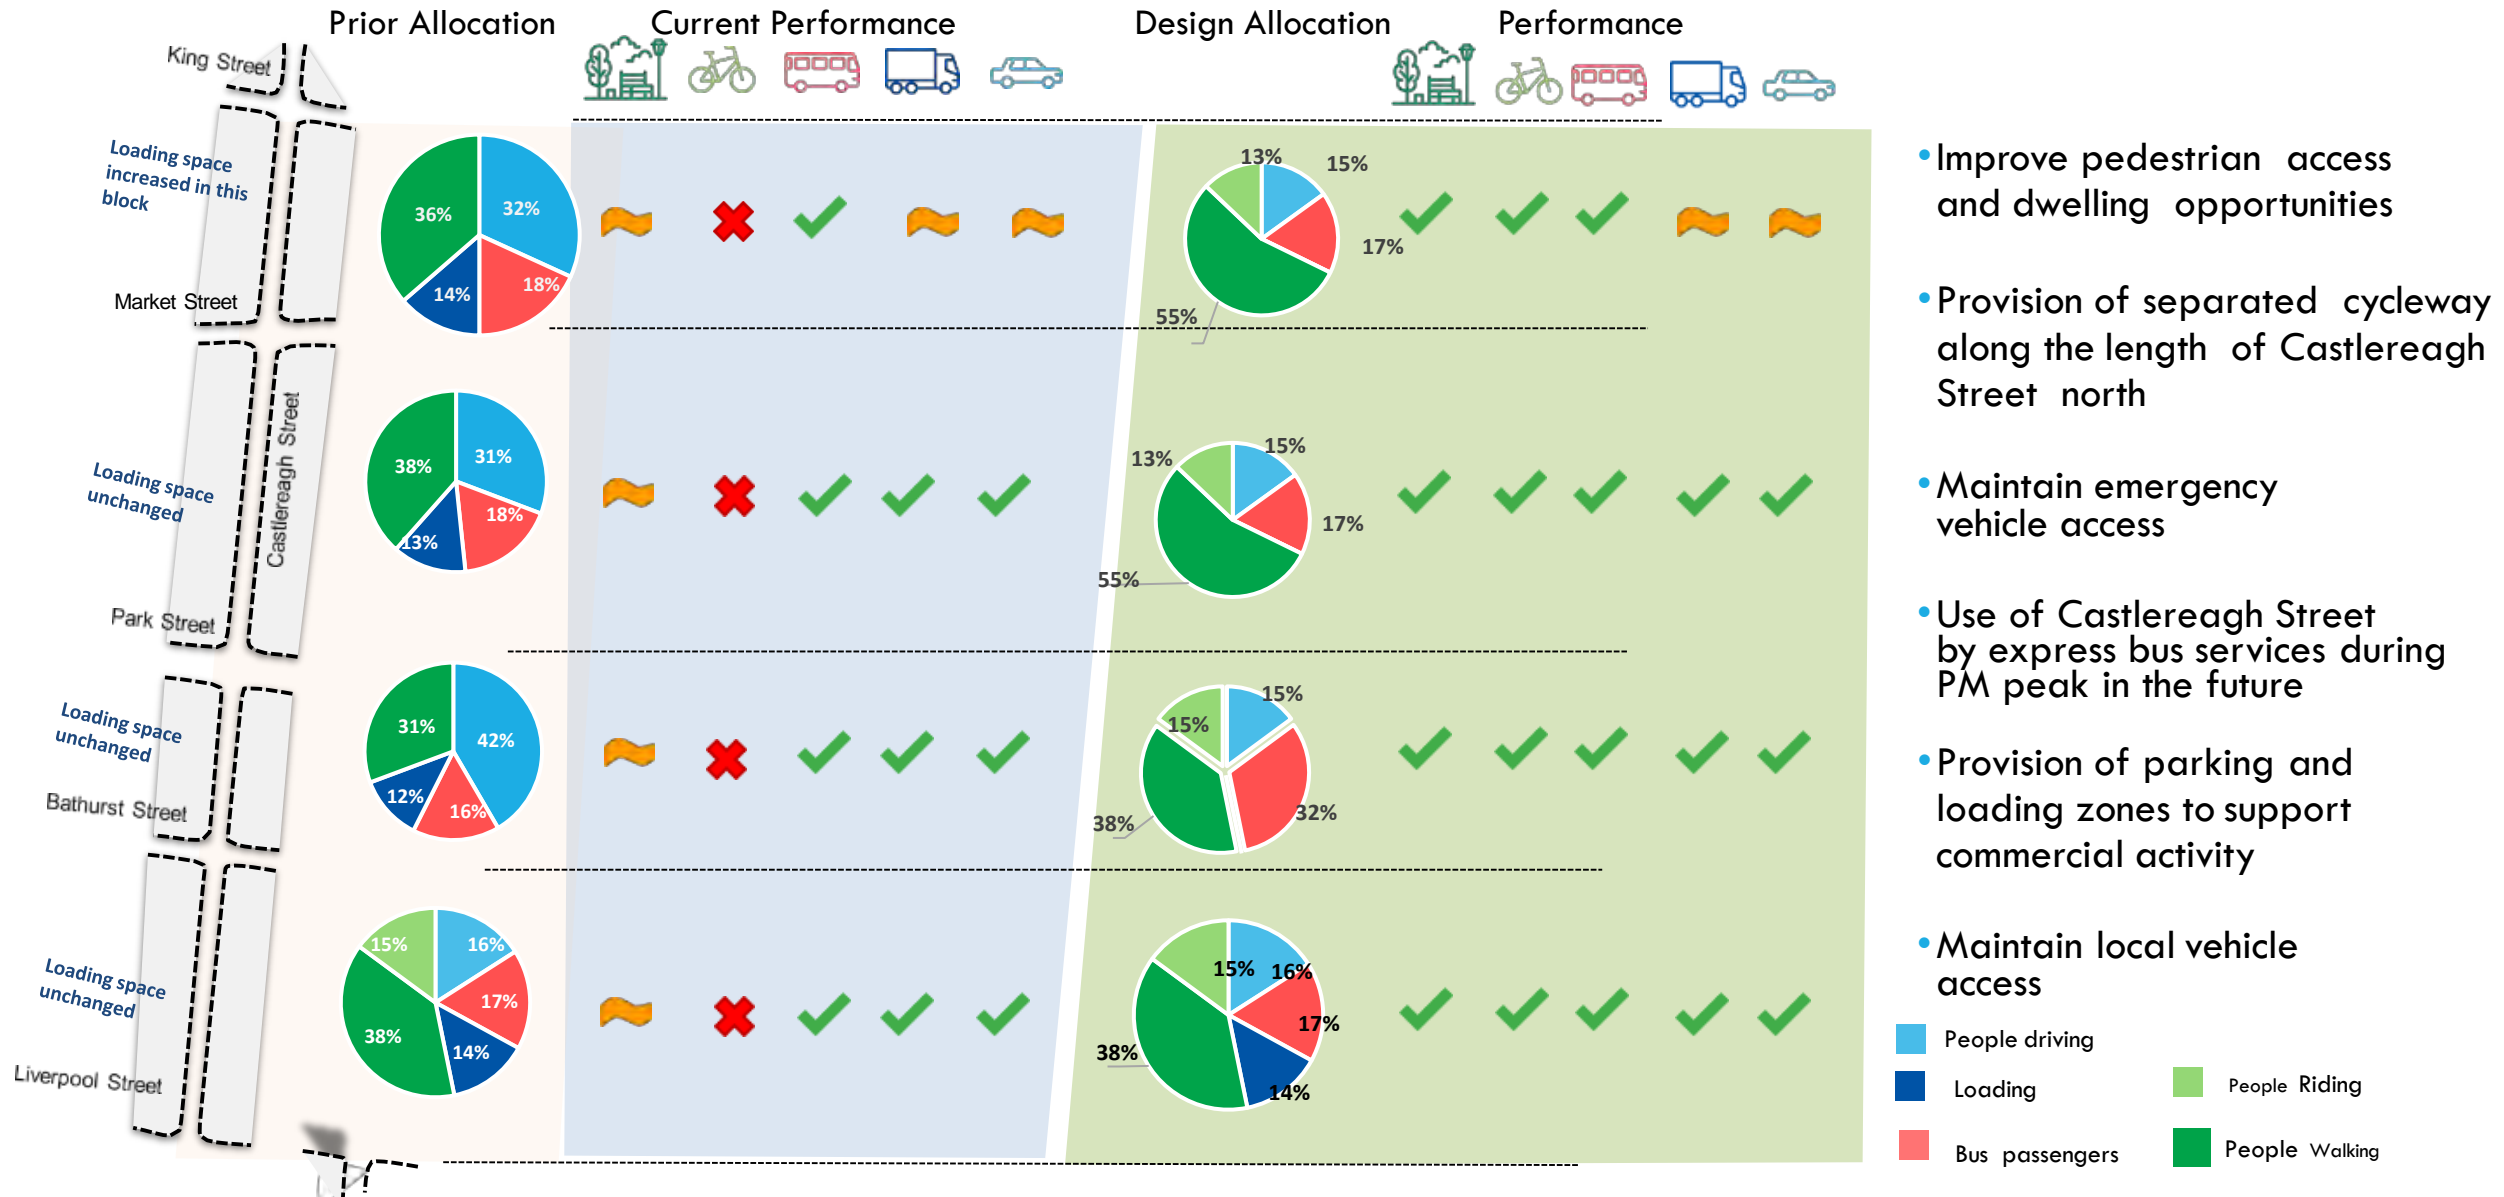 Prior Allocation
Current Performance
Design Allocation
Performance
King Street
Loading space
increased in this
block
Market Street
36%
32%
14%
18%
13%
15%
17%
55%
Castlereagh Street
Loading space
unchanged
Park Street
38%
31%
13%
18%
13%
15%
17%
55%
Loading space
unchanged
Bathurst Street
31%
42%
12%
16%
15%
15%
38%
32%
Loading space
unchanged
Liverpool Street
15%
16%
17%
38%
14%
15%
16%
17%
38%
14%
•Improve pedestrian access
and dwelling opportunities
•Provision of separated cycleway
along the length of Castlereagh
Street north
•Maintain emergency
vehicle access
•Use of Castlereagh Street
by express bus services during
PM peak in the future
•Provision of parking and
loading zones to support
commercial activity
•Maintain local vehicle
access
People driving
Loading
People Riding
Bus passengers
People Walking